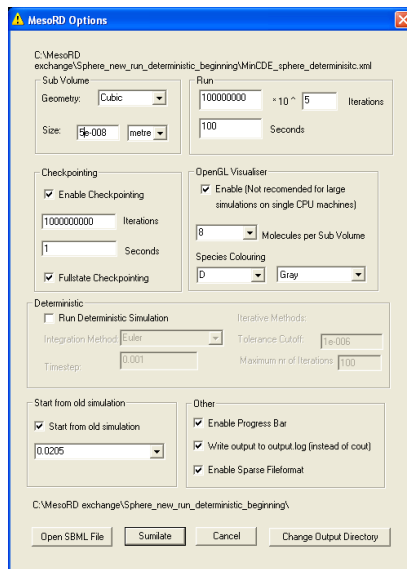 MesoRD Options
C:\MesoRD
exchange\Sphere_new_run_deterministic_beginning\MinCDE_sphere_determinisitc.xml
Sub Volume
Geometry: Cubic
Size: 5e-008 metre
Run
100000000 * 10 ^ 5 Iterations
100 Seconds
Checkpointing
Enable Checkpointing
1000000000 Iterations
1 Seconds
Fullstate Checkpointing
OpenGL Visualiser
Enable (Not recomended for large
simulations on single CPU machines)
8 Molecules per Sub Volume
Species Colouring
D Gray
Deterministic
Run Deterministic Simulation
Integration Method: Euler
Timestep: 0.001
Iterative Methods:
Tolerance Cutoff: 1e-006
Maximum nr of Iterations 100
Start from old simulation
Start from old simulation
0.0205
Other
Enable Progress Bar
Write output to output.log (instead of cout)
Enable Sparse Fileformat
C:\MesoRD exchange\Sphere_new_run_deterministic_beginning\
Open SBML File Sumilate Cancel Change Output Directory